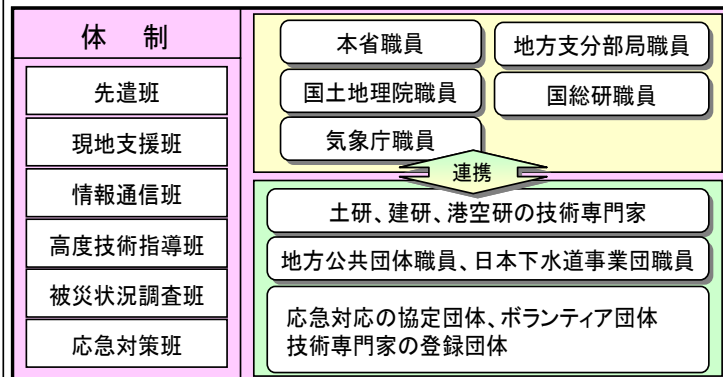 体 制
先遣班
現地支援班
情報通信班
高度技術指導班
被災状況調査班
応急対策班
本省職員
地方支分部局職員
国土地理院職員
国総研職員
気象庁職員
連携
土研、建研、港空研の技術専門家
地方公共団体職員、日本下水道事業団職員
応急対応の協定団体、ボランティア団体
技術専門家の登録団体